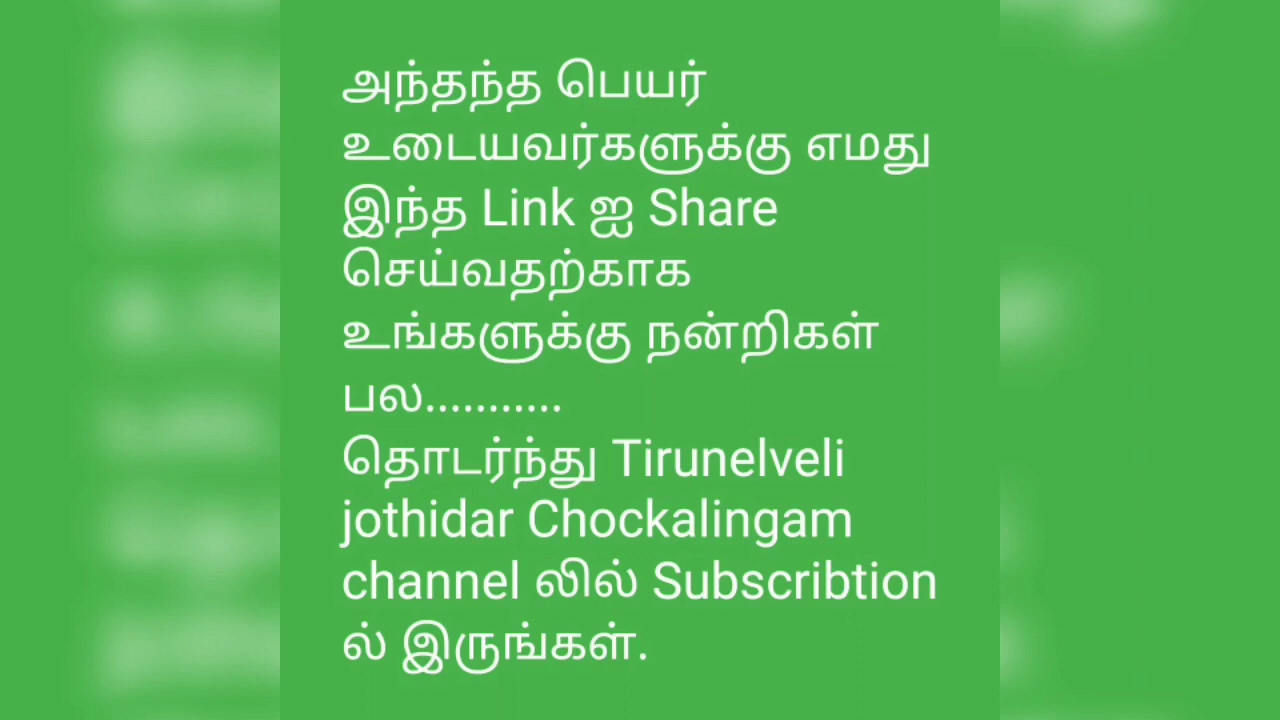 அந்தந்த பெயர்
உடையவர்களுக்கு எமது
இந்த Link ஐ Share
செய்வதற்காக
உங்களுக்கு நன்றிகள்
பல...........
தொடர்ந்து Tirunelveli
jothidar Chockalingam
channel லில் Subscribtion
ல் இருங்கள்.